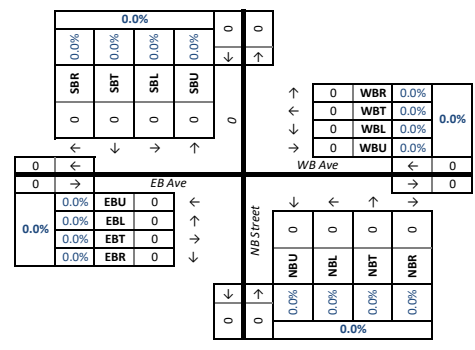 0.0% 0 0
0.0% 0.0% 0.0% 0.0% ↓ ↑
SBR SBT SBL SBU
0 0 0 0 0
← ↓ → ↑
↑ 0 WBR 0.0%
← 0 WBT 0.0% 0.0%
↓ 0 WBL 0.0%
→ 0 WBU 0.0%
0 ← WB Ave ← 0
0 → EB Ave → 0
0.0% EBU 0 ←
0.0% 0.0% EBL 0 ↑
0.0% EBT 0 →
0.0% EBR 0 ↓
NB Street
↓ ← ↑ →
0 0 0 0
NBU NBL NBT NBR
↓ ↑ 0.0% 0.0% 0.0% 0.0%
0 0 0.0%